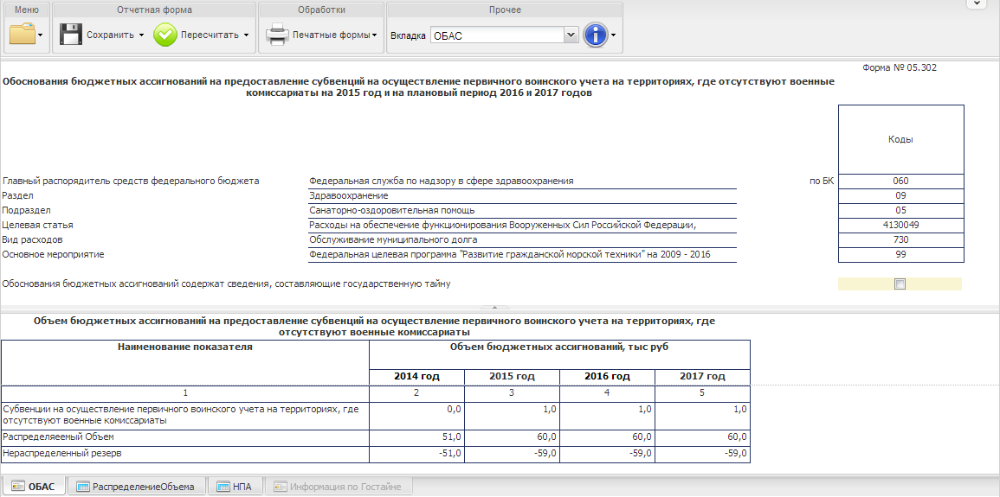 Меню Отчетная форма Обработки Прочее
Сохранить Пересчитать Печатные формы Вкладка ОБАС
Форма № 05.302
Обоснования бюджетных ассигнований на предоставление субвенций на осуществление первичного воинского учета на территориях, где отсутствуют военные
комиссариаты на 2015 год и на плановый период 2016 и 2017 годов
Коды
Главный распорядитель средств федерального бюджета Федеральная служба по надзору в сфере здравоохранения по БК 060
Раздел Здравоохранение 09
Подраздел Санаторно-оздоровительная помощь 05
Целевая статья Расходы на обеспечение функционирования Вооруженных Сил Российской Федерации, 4130049
Вид расходов Обслуживание муниципального долга 730
Основное мероприятие Федеральная целевая программа "Развитие гражданской морской техники" на 2009 - 2016 99
Обоснования бюджетных ассигнований содержат сведения, составляющие государственную тайну
Объем бюджетных ассигнований на предоставление субвенций на осуществление первичного воинского учета на территориях, где
отсутствуют военные комиссариаты
Наименование показателя Объем бюджетных ассигнований, тыс руб
2014 год 2015 год 2016 год 2017 год
1 2 3 4 5
Субвенции на осуществление первичного воинского учета на территориях, где 0,0 1,0 1,0 1,0
отсутствуют военные комиссариаты
Распределяееемый Объем 51,0 60,0 60,0 60,0
Нераспределенный резерв -51,0 -59,0 -59,0 -59,0
ОБАС РаспределениеОбъема НПА Информация по Гостайне